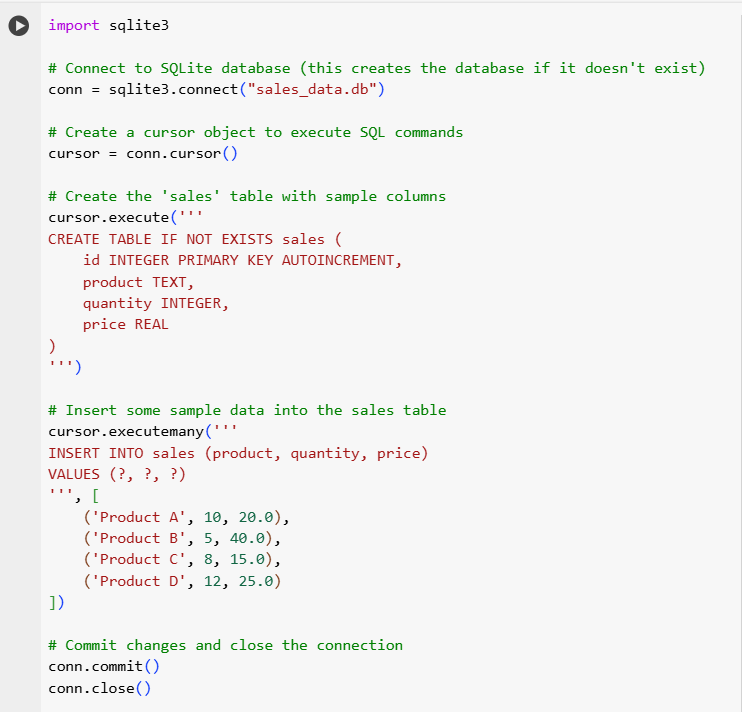 import sqlite3
# Connect to SQLite database (this creates the database if it doesn't exist)
conn = sqlite3.connect("sales_data.db")
# Create a cursor object to execute SQL commands
cursor = conn.cursor()
# Create the 'sales' table with sample columns
cursor.execute('''
CREATE TABLE IF NOT EXISTS sales (
    id INTEGER PRIMARY KEY AUTOINCREMENT,
    product TEXT,
    quantity INTEGER,
    price REAL
)
''')
# Insert some sample data into the sales table
cursor.executemany('''
INSERT INTO sales (product, quantity, price)
VALUES (?, ?, ?)
''', [
    ('Product A', 10, 20.0),
    ('Product B', 5, 40.0),
    ('Product C', 8, 15.0),
    ('Product D', 12, 25.0)
])
# Commit changes and close the connection
conn.commit()
conn.close()